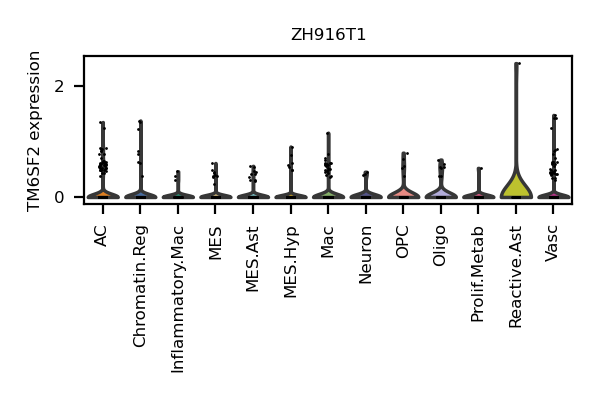 ZH916T1
TM6SF2 expression
2
0
AC
Chromatin.Reg
Inflammatory.Mac
MES
MES.Ast
MES.Hyp
Mac
Neuron
OPC
Oligo
Prolif.Metab
Reactive.Ast
Vasc